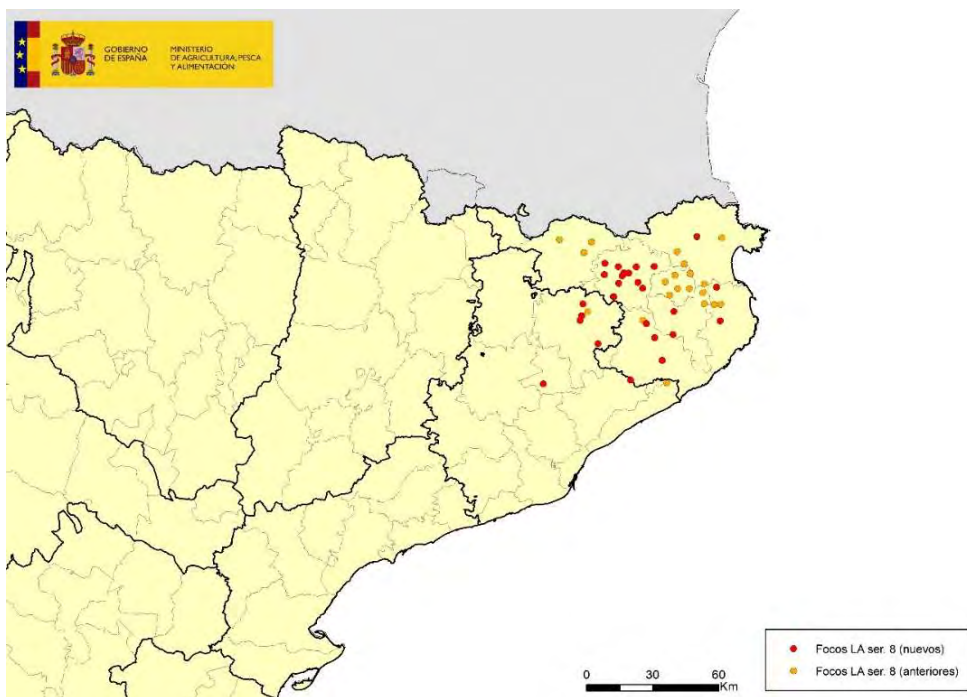 GOBIERNO
DE ESPAÑA
MINISTERIO
DE AGRICULTURA, PESCA
Y ALIMENTACIÓN
0 30 60
Km
Focos LA ser. 8 (nuevos)
Focos LA ser. 8 (anteriores)